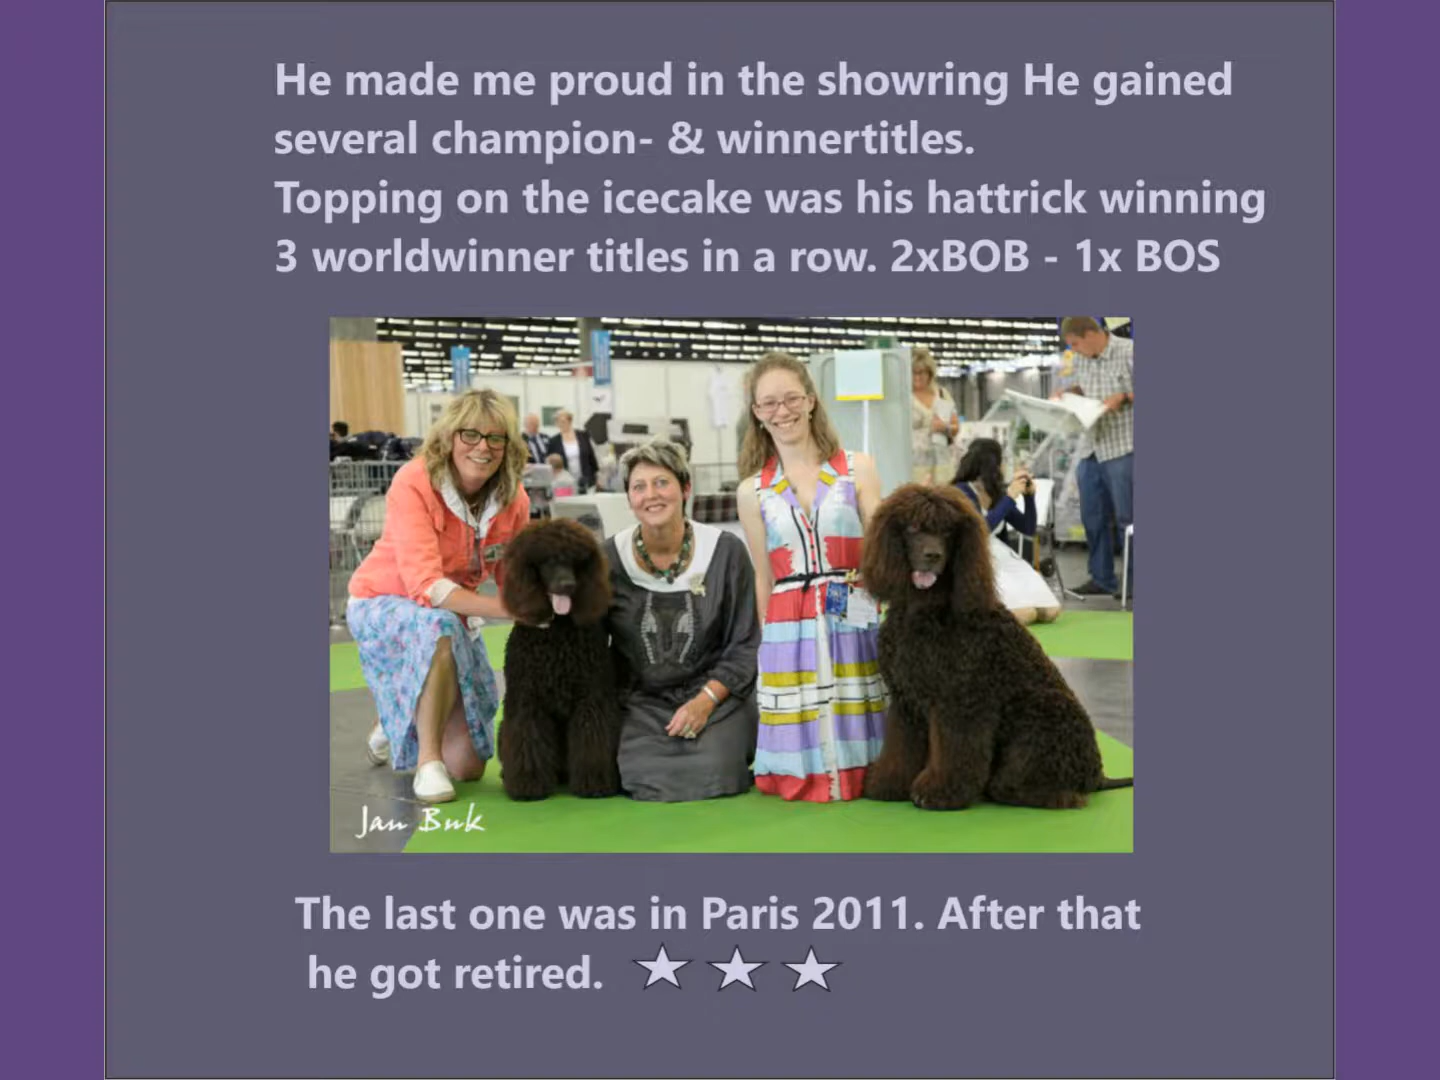 He made me proud in the showring He gained
several champion- & winnertitles.
Topping on the icecake was his hattrick winning
3 worldwinner titles in a row. 2xBOB - 1x BOS
Jan Buk
The last one was in Paris 2011. After that
he got retired.